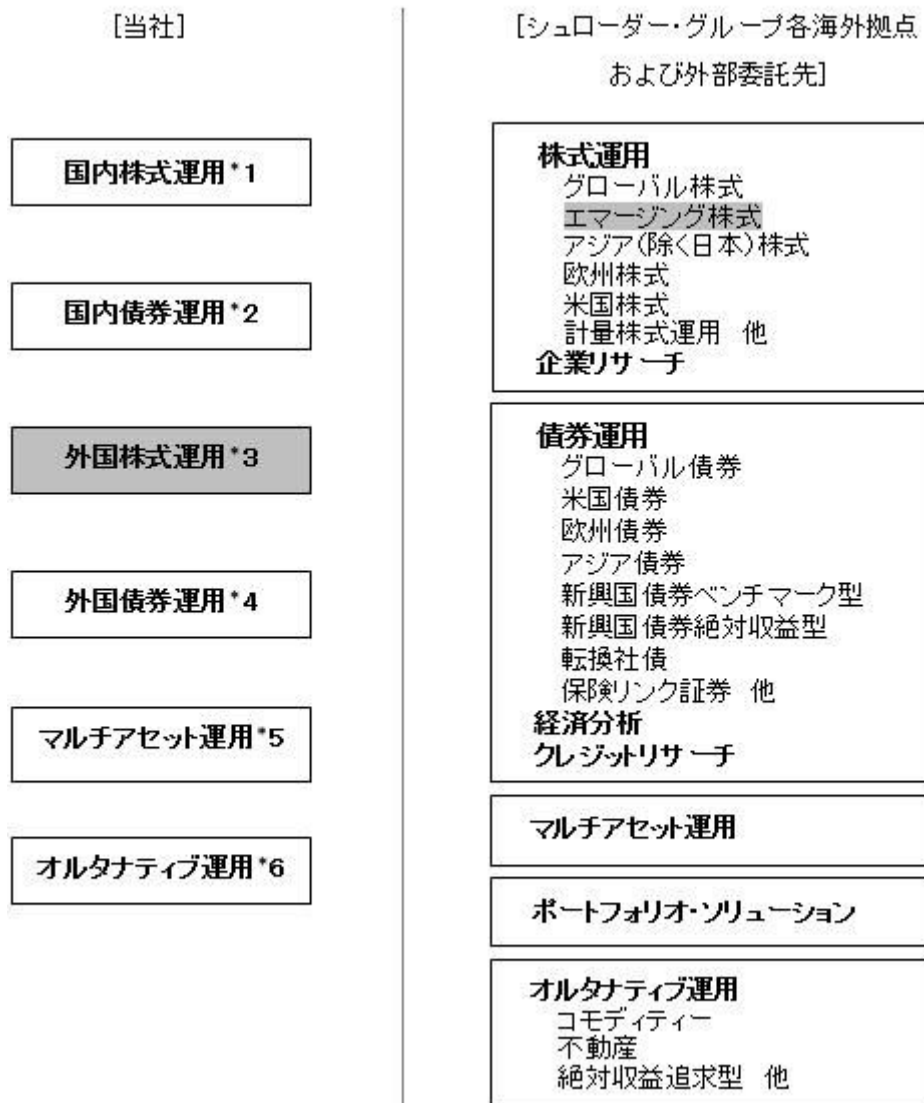 [当社]
国内株式運用*1
国内債券運用*2
外国株式運用*3
外国債券運用*4
マルチアセット運用*5
オルタナティブ運用*6
[シュローダー・グループ各海外拠点
および外部委託先]
株式運用
グローバル株式
エマージング株式
アジア(除く日本)株式
欧州株式
米国株式
計量株式運用 他
企業リサーチ
債券運用
グローバル債券
米国債券
欧州債券
アジア債券
新興国債券ベンチマーク型
新興国債券絶対収益型
転換社債
保険リンク証券 他
経済分析
クレジットリサーチ
マルチアセット運用
ポートフォリオ・ソリューション
オルタナティブ運用
コモディティー
不動産
絶対収益追求型 他